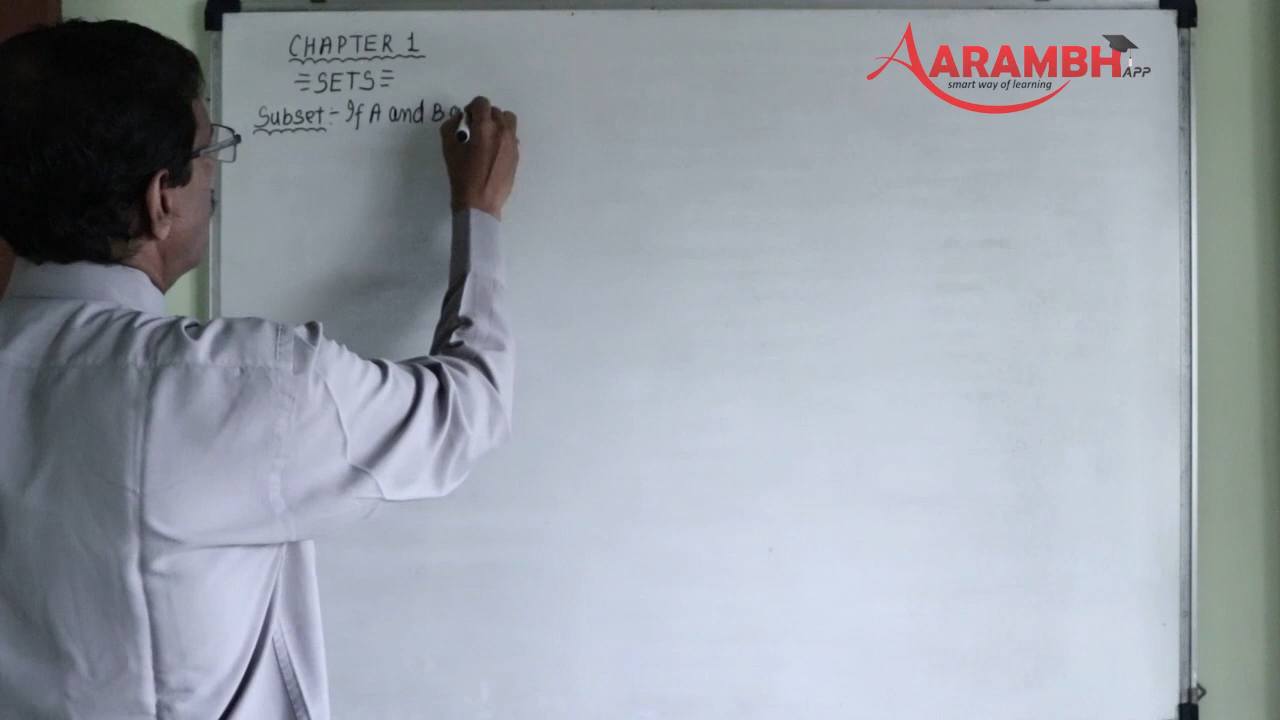 CHAPTER 1
=SETS=
Subset:- If A and B
AARAMBH APP
smart way of learning